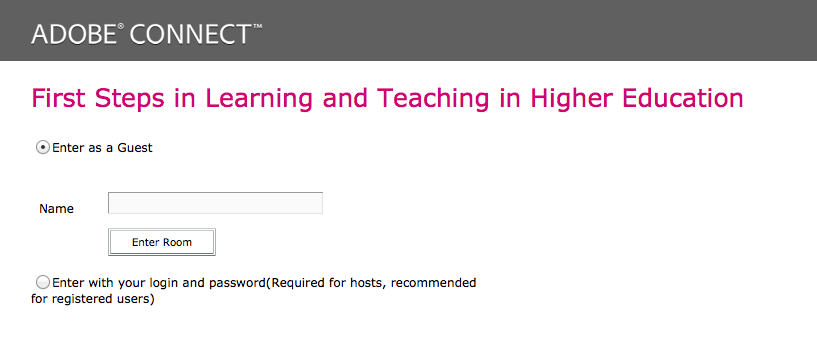 ADOBE® CONNECT™
First Steps in Learning and Teaching in Higher Education
Enter as a Guest
Name
Enter Room
Enter with your login and password(Required for hosts, recommended
for registered users)